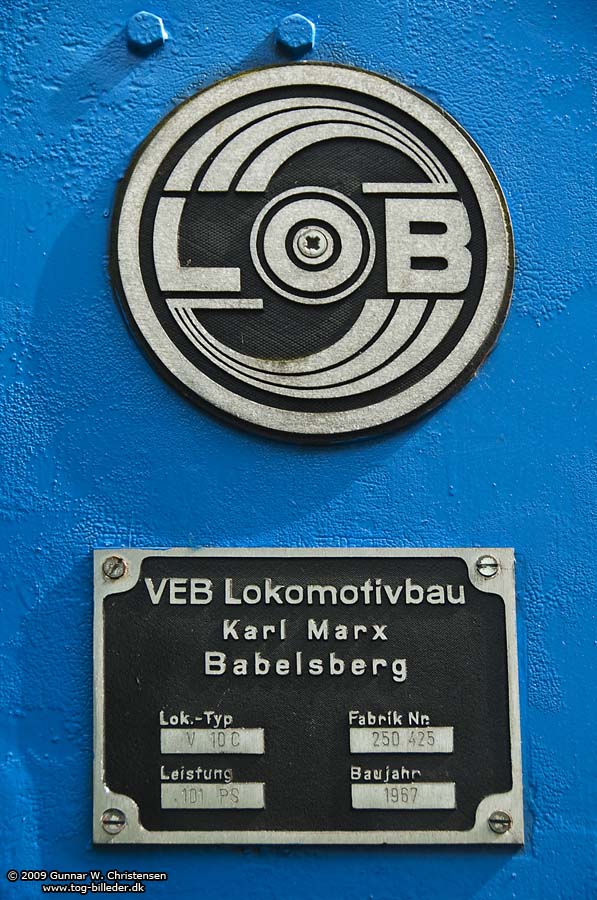 LOB
VEB Lokomotivbau
Karl Marx
Babelsberg
Lok.-Typ Fabrik Nr.
V 10 C 250 425
Leistung Baujahr
101 PS 1967
© 2009 Gunnar W. Christensen
www.tog-billeder.dk